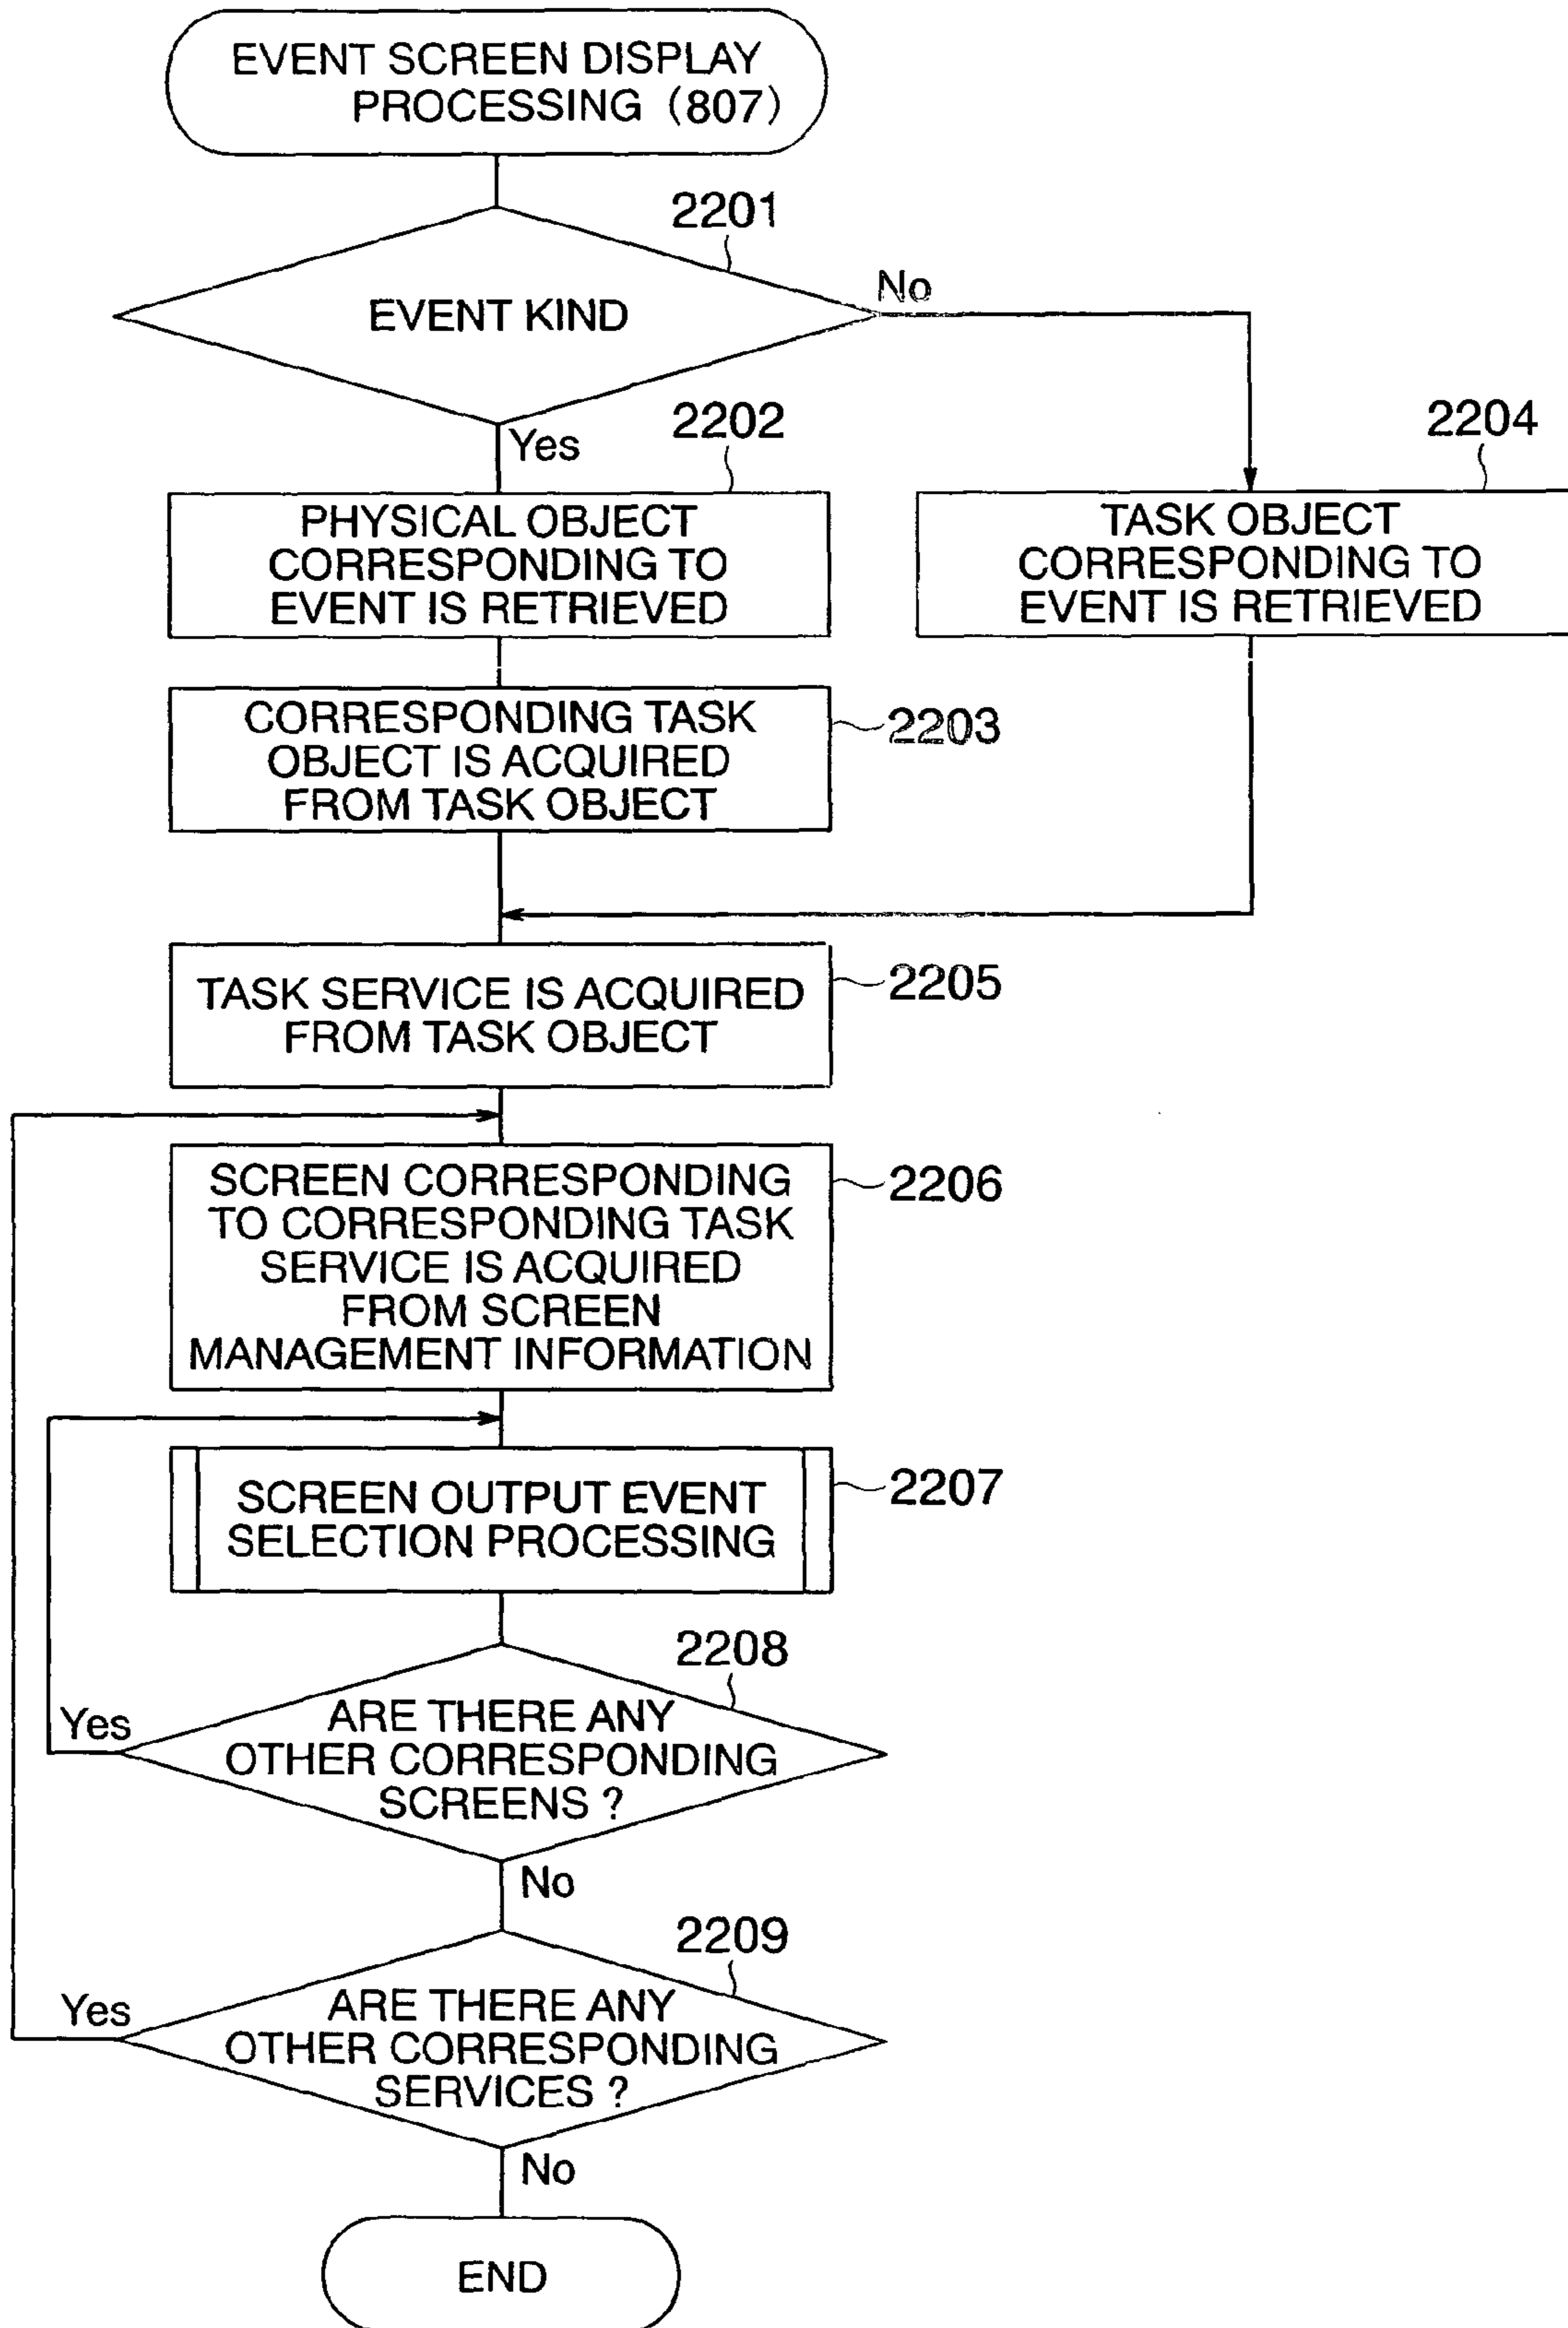 EVENT SCREEN DISPLAY
PROCESSING (807)
2201
EVENT KIND
No
Yes
2202
PHYSICAL OBJECT
CORRESPONDING TO
EVENT IS RETRIEVED
2204
TASK OBJECT
CORRESPONDING TO
EVENT IS RETRIEVED
CORRESPONDING TASK
OBJECT IS ACQUIRED
FROM TASK OBJECT
2203
TASK SERVICE IS ACQUIRED
FROM TASK OBJECT
2205
SCREEN CORRESPONDING
TO CORRESPONDING TASK
SERVICE IS ACQUIRED
FROM SCREEN
MANAGEMENT INFORMATION
2206
SCREEN OUTPUT EVENT
SELECTION PROCESSING
2207
2208
Yes
ARE THERE ANY
OTHER CORRESPONDING
SCREENS ?
No
2209
Yes
ARE THERE ANY
OTHER CORRESPONDING
SERVICES ?
No
END